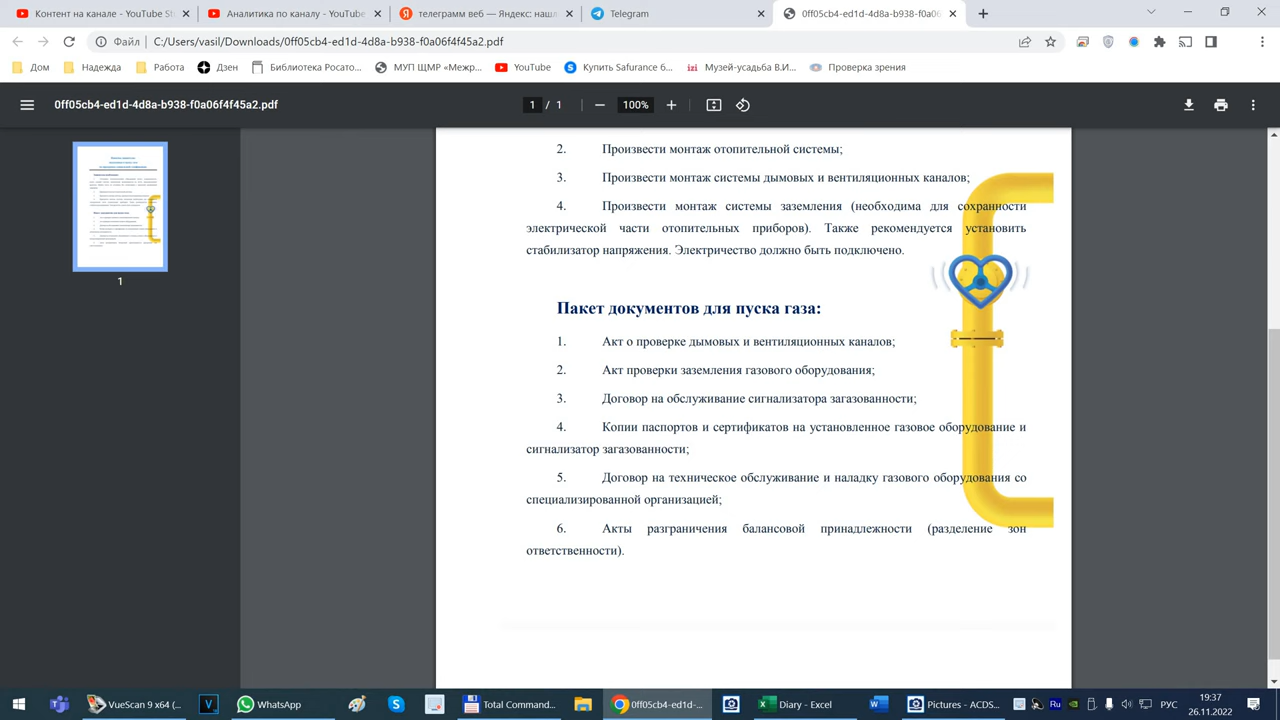 Контент на канале - YouTube St
Аналитика по каналу - YouTube
телеграмм веб — Яндекс: нашл
Telegram
0ff05cb4-ed1d-4d8a-b938-f0a06
Файл C:/Users/vasil/Downloads/0ff05cb4-ed1d-4d8a-b938-f0a06f4f45a2.pdf
Дом Надежда Работа Дзен Библиотека Росато... МУП ЩМР «Межр... YouTube Купить Safurance б... Музей-усадьба В.И... Проверка зрения
0ff05cb4-ed1d-4d8a-b938-f0a06f4f45a2.pdf 1 / 1 100%
1
2. Произвести монтаж отопительной системы;
Произвести монтаж системы дымовых и вентиляционных каналов.
4. Произвести монтаж системы заземления (необходима для сохранности
электрической части отопительных приборов). Также рекомендуется установить
стабилизатор напряжения. Электричество должно быть подключено.
Пакет документов для пуска газа:
1. Акт о проверке дымовых и вентиляционных каналов;
2. Акт проверки заземления газового оборудования;
3. Договор на обслуживание сигнализатора загазованности;
4. Копии паспортов и сертификатов на установленное газовое оборудование и
сигнализатор загазованности;
5. Договор на техническое обслуживание и наладку газового оборудования со
специализированной организацией;
6. Акты разграничения балансовой принадлежности (разделение зон
ответственности).
VueScan 9 x64 (... WhatsApp Total Command... 0ff05cb4-ed1d-... Diary - Excel Pictures - ACDS... Ru РУС 19:37
26.11.2022